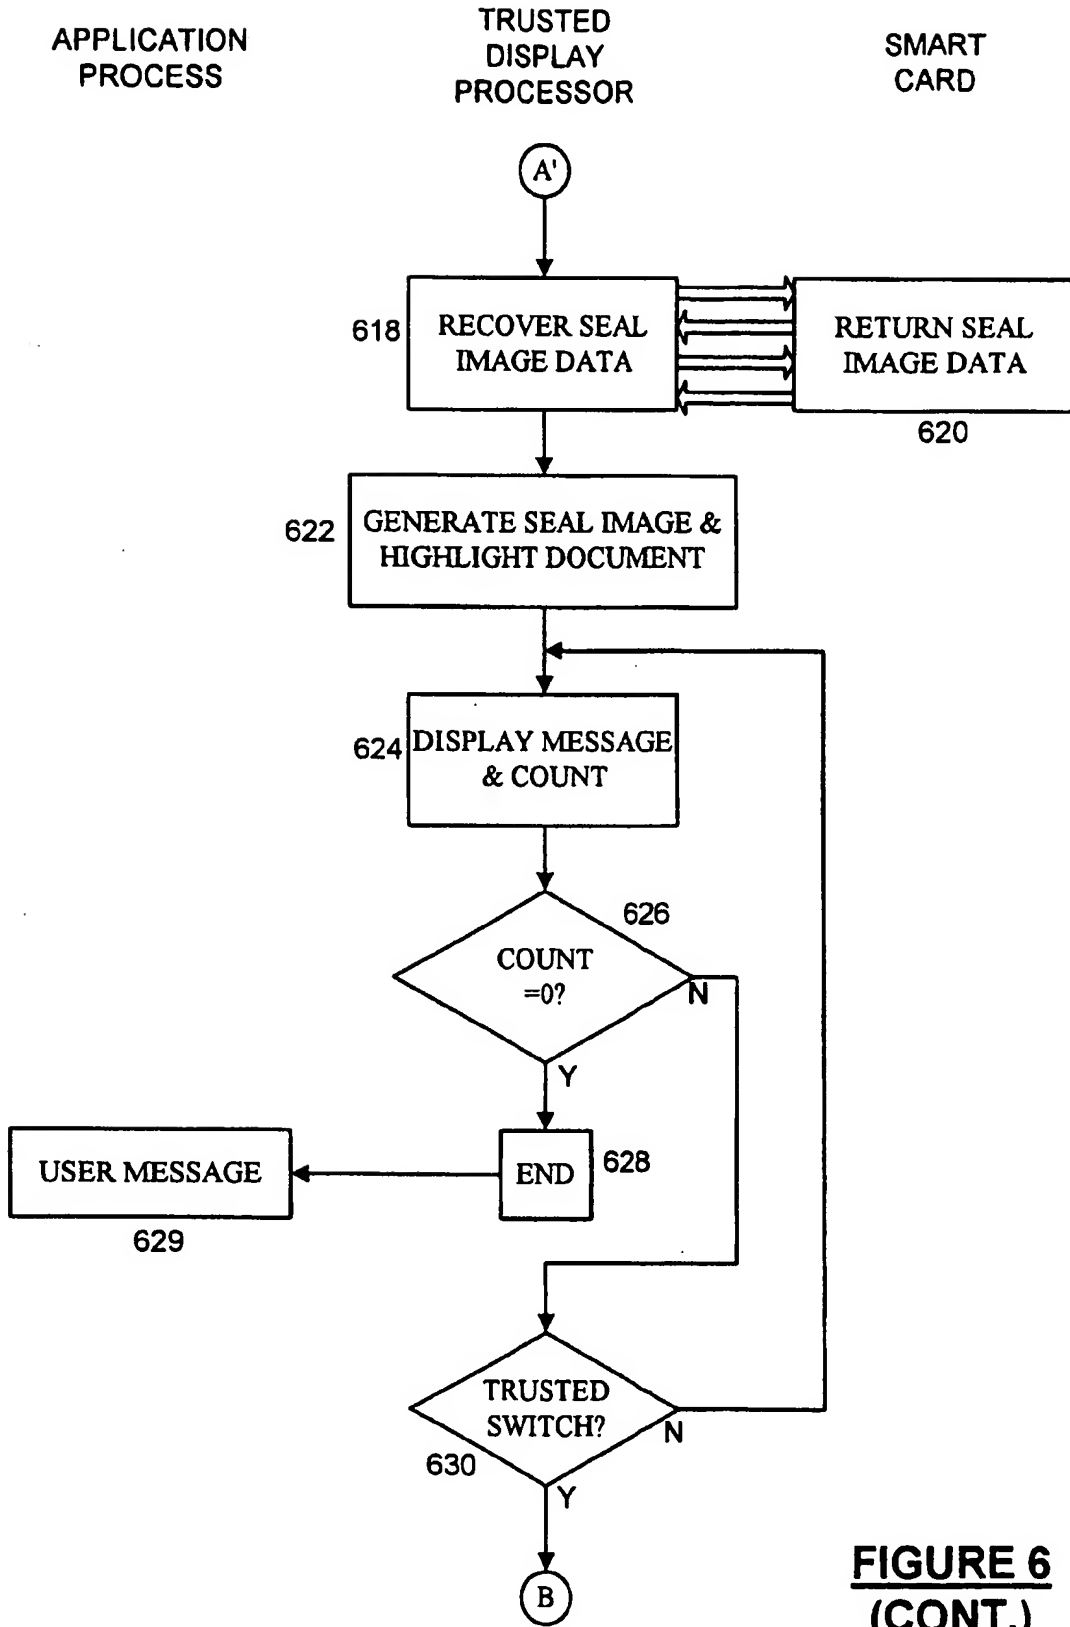 APPLICATION
PROCESS
TRUSTED
DISPLAY
PROCESSOR
SMART
CARD
A'
618
RECOVER SEAL
IMAGE DATA
RETURN SEAL
IMAGE DATA
620
622
GENERATE SEAL IMAGE &
HIGHLIGHT DOCUMENT
624
DISPLAY MESSAGE
& COUNT
626
COUNT
=0?
N
Y
USER MESSAGE
629
END
628
TRUSTED
SWITCH?
N
630
Y
B
FIGURE 6
(CONT.)